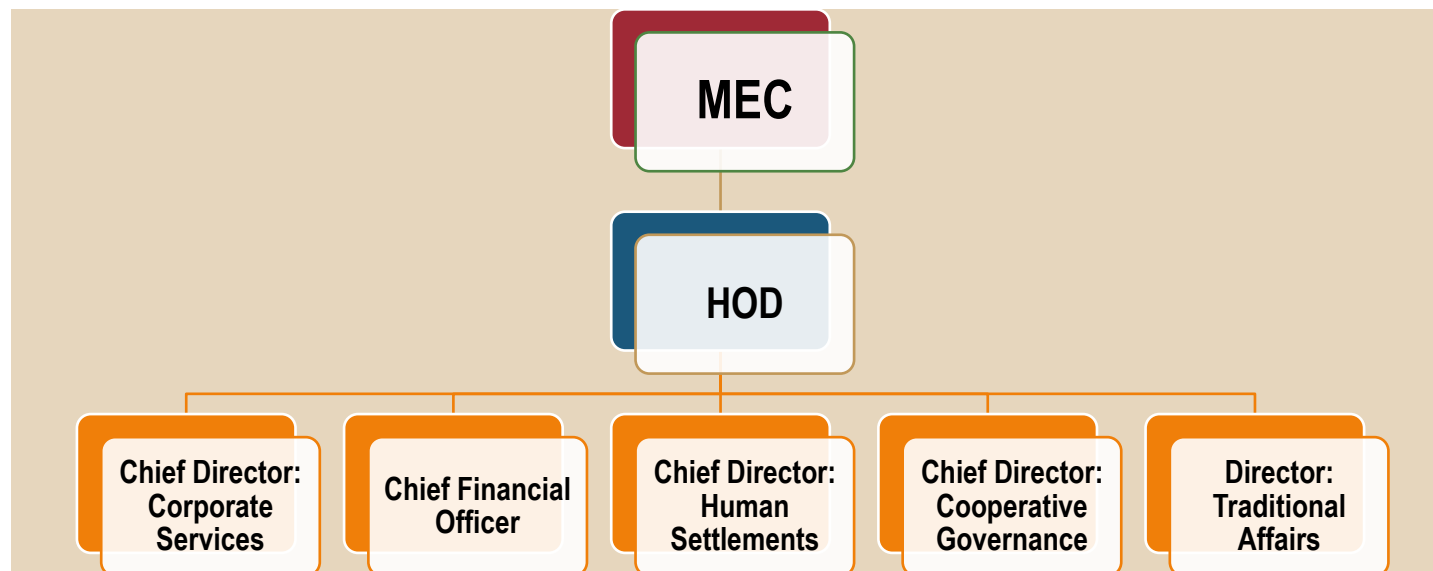 MEC
HOD
Chief Director:
Corporate
Services
Chief Financial
Officer
Chief Director:
Human
Settlements
Chief Director:
Cooperative
Governance
Director:
Traditional
Affairs